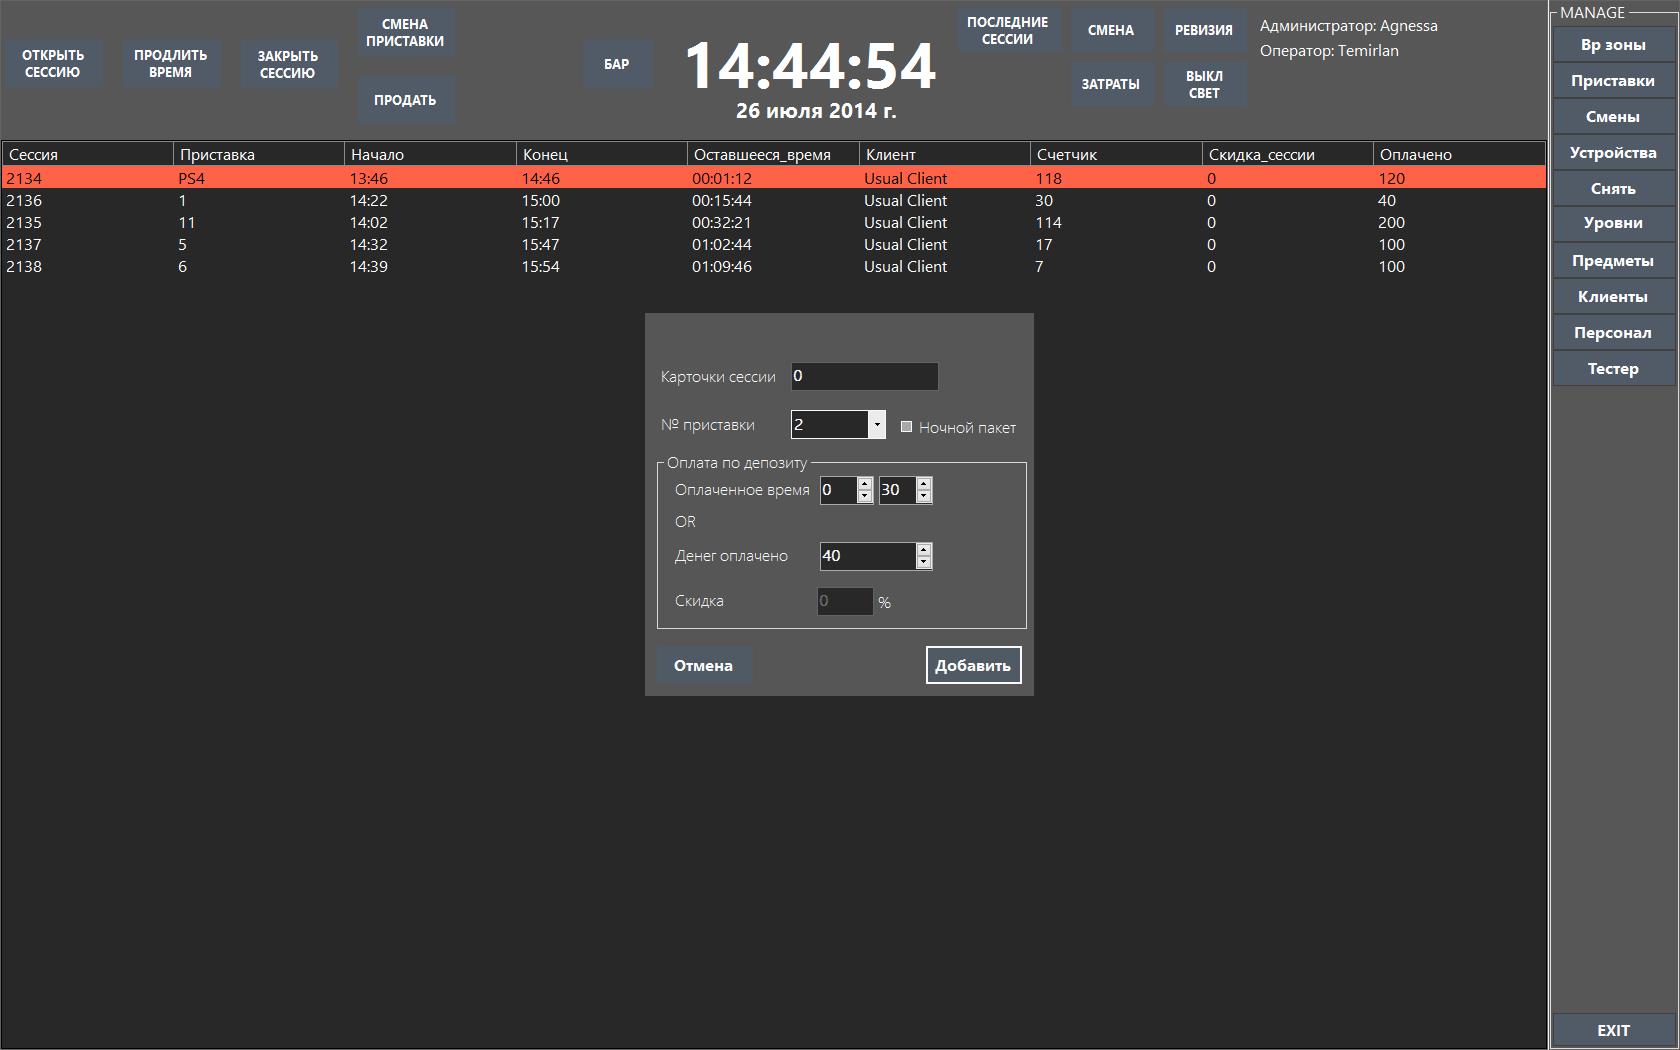 ОТКРЫТЬ
СЕССИЮ
ПРОДЛИТЬ
ВРЕМЯ
ЗАКРЫТЬ
СЕССИЮ
СМЕНА
ПРИСТАВКИ
ПРОДАТЬ
БАР
14:44:54
26 июля 2014 г.
ПОСЛЕДНИЕ
СЕССИИ
СМЕНА
РЕВИЗИЯ
ЗАТРАТЫ
ВЫКЛ
СВЕТ
Администратор: Agnessa
Оператор: Temirlan
Сессия Приставка Начало Конец Оставшееся_время Клиент Счетчик Скидка_сессии Оплачено
2134 PS4 13:46 14:46 00:01:12 Usual Client 118 0 120
2136 1 14:22 15:00 00:15:44 Usual Client 30 0 40
2135 11 14:02 15:17 00:32:21 Usual Client 114 0 200
2137 5 14:32 15:47 01:02:44 Usual Client 17 0 100
2138 6 14:39 15:54 01:09:46 Usual Client 7 0 100
Карточки сессии 0
№ приставки 2 Ночной пакет
Оплата по депозиту
Оплаченное время 0 30
OR
Денег оплачено 40
Скидка 0 %
Отмена Добавить
MANAGE
Вр зоны
Приставки
Смены
Устройства
Снять
Уровни
Предметы
Клиенты
Персонал
Тестер
EXIT